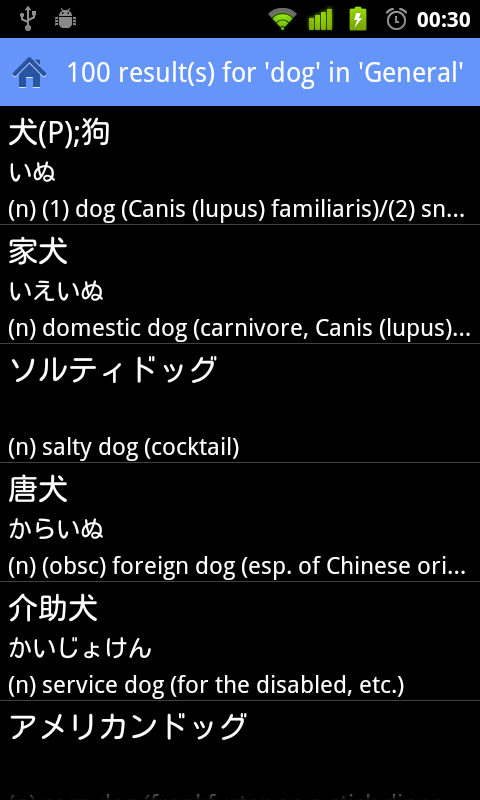 00:30
100 result(s) for 'dog' in 'General'
犬(P);狗
いぬ
(n) (1) dog (Canis (lupus) familiaris)/(2) sn...
家犬
いえいぬ
(n) domestic dog (carnivore, Canis (lupus)...
ソルティドッグ
(n) salty dog (cocktail)
唐犬
からいぬ
(n) (obsc) foreign dog (esp. of Chinese ori...
介助犬
かいじょけん
(n) service dog (for the disabled, etc.)
アメリカンドッグ